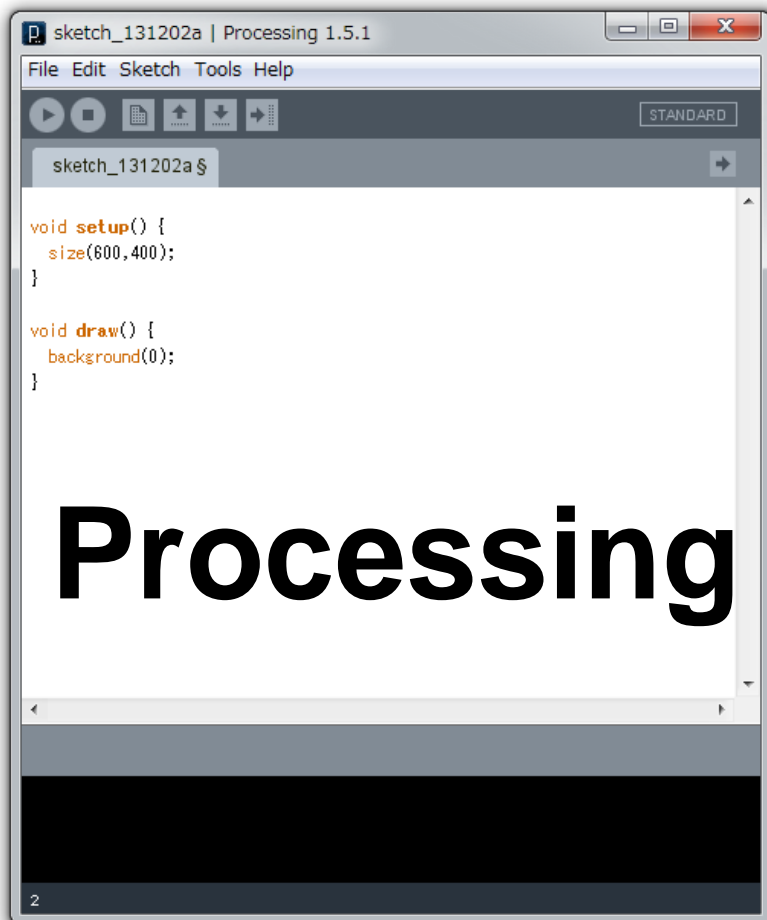 sketch_131202a | Processing 1.5.1
File Edit Sketch Tools Help
STANDARD
sketch_131202a §
void setup() {
  size(600,400);
}
void draw() {
  background(0);
}
Processing
2